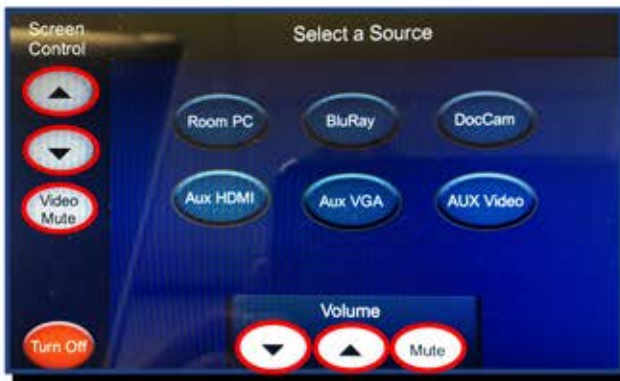 Screen
Control
Select a Source
Room PC
BluRay
DocCam
Video
Mute
Aux HDMI
Aux VGA
AUX Video
Volume
Turn Off
Mute